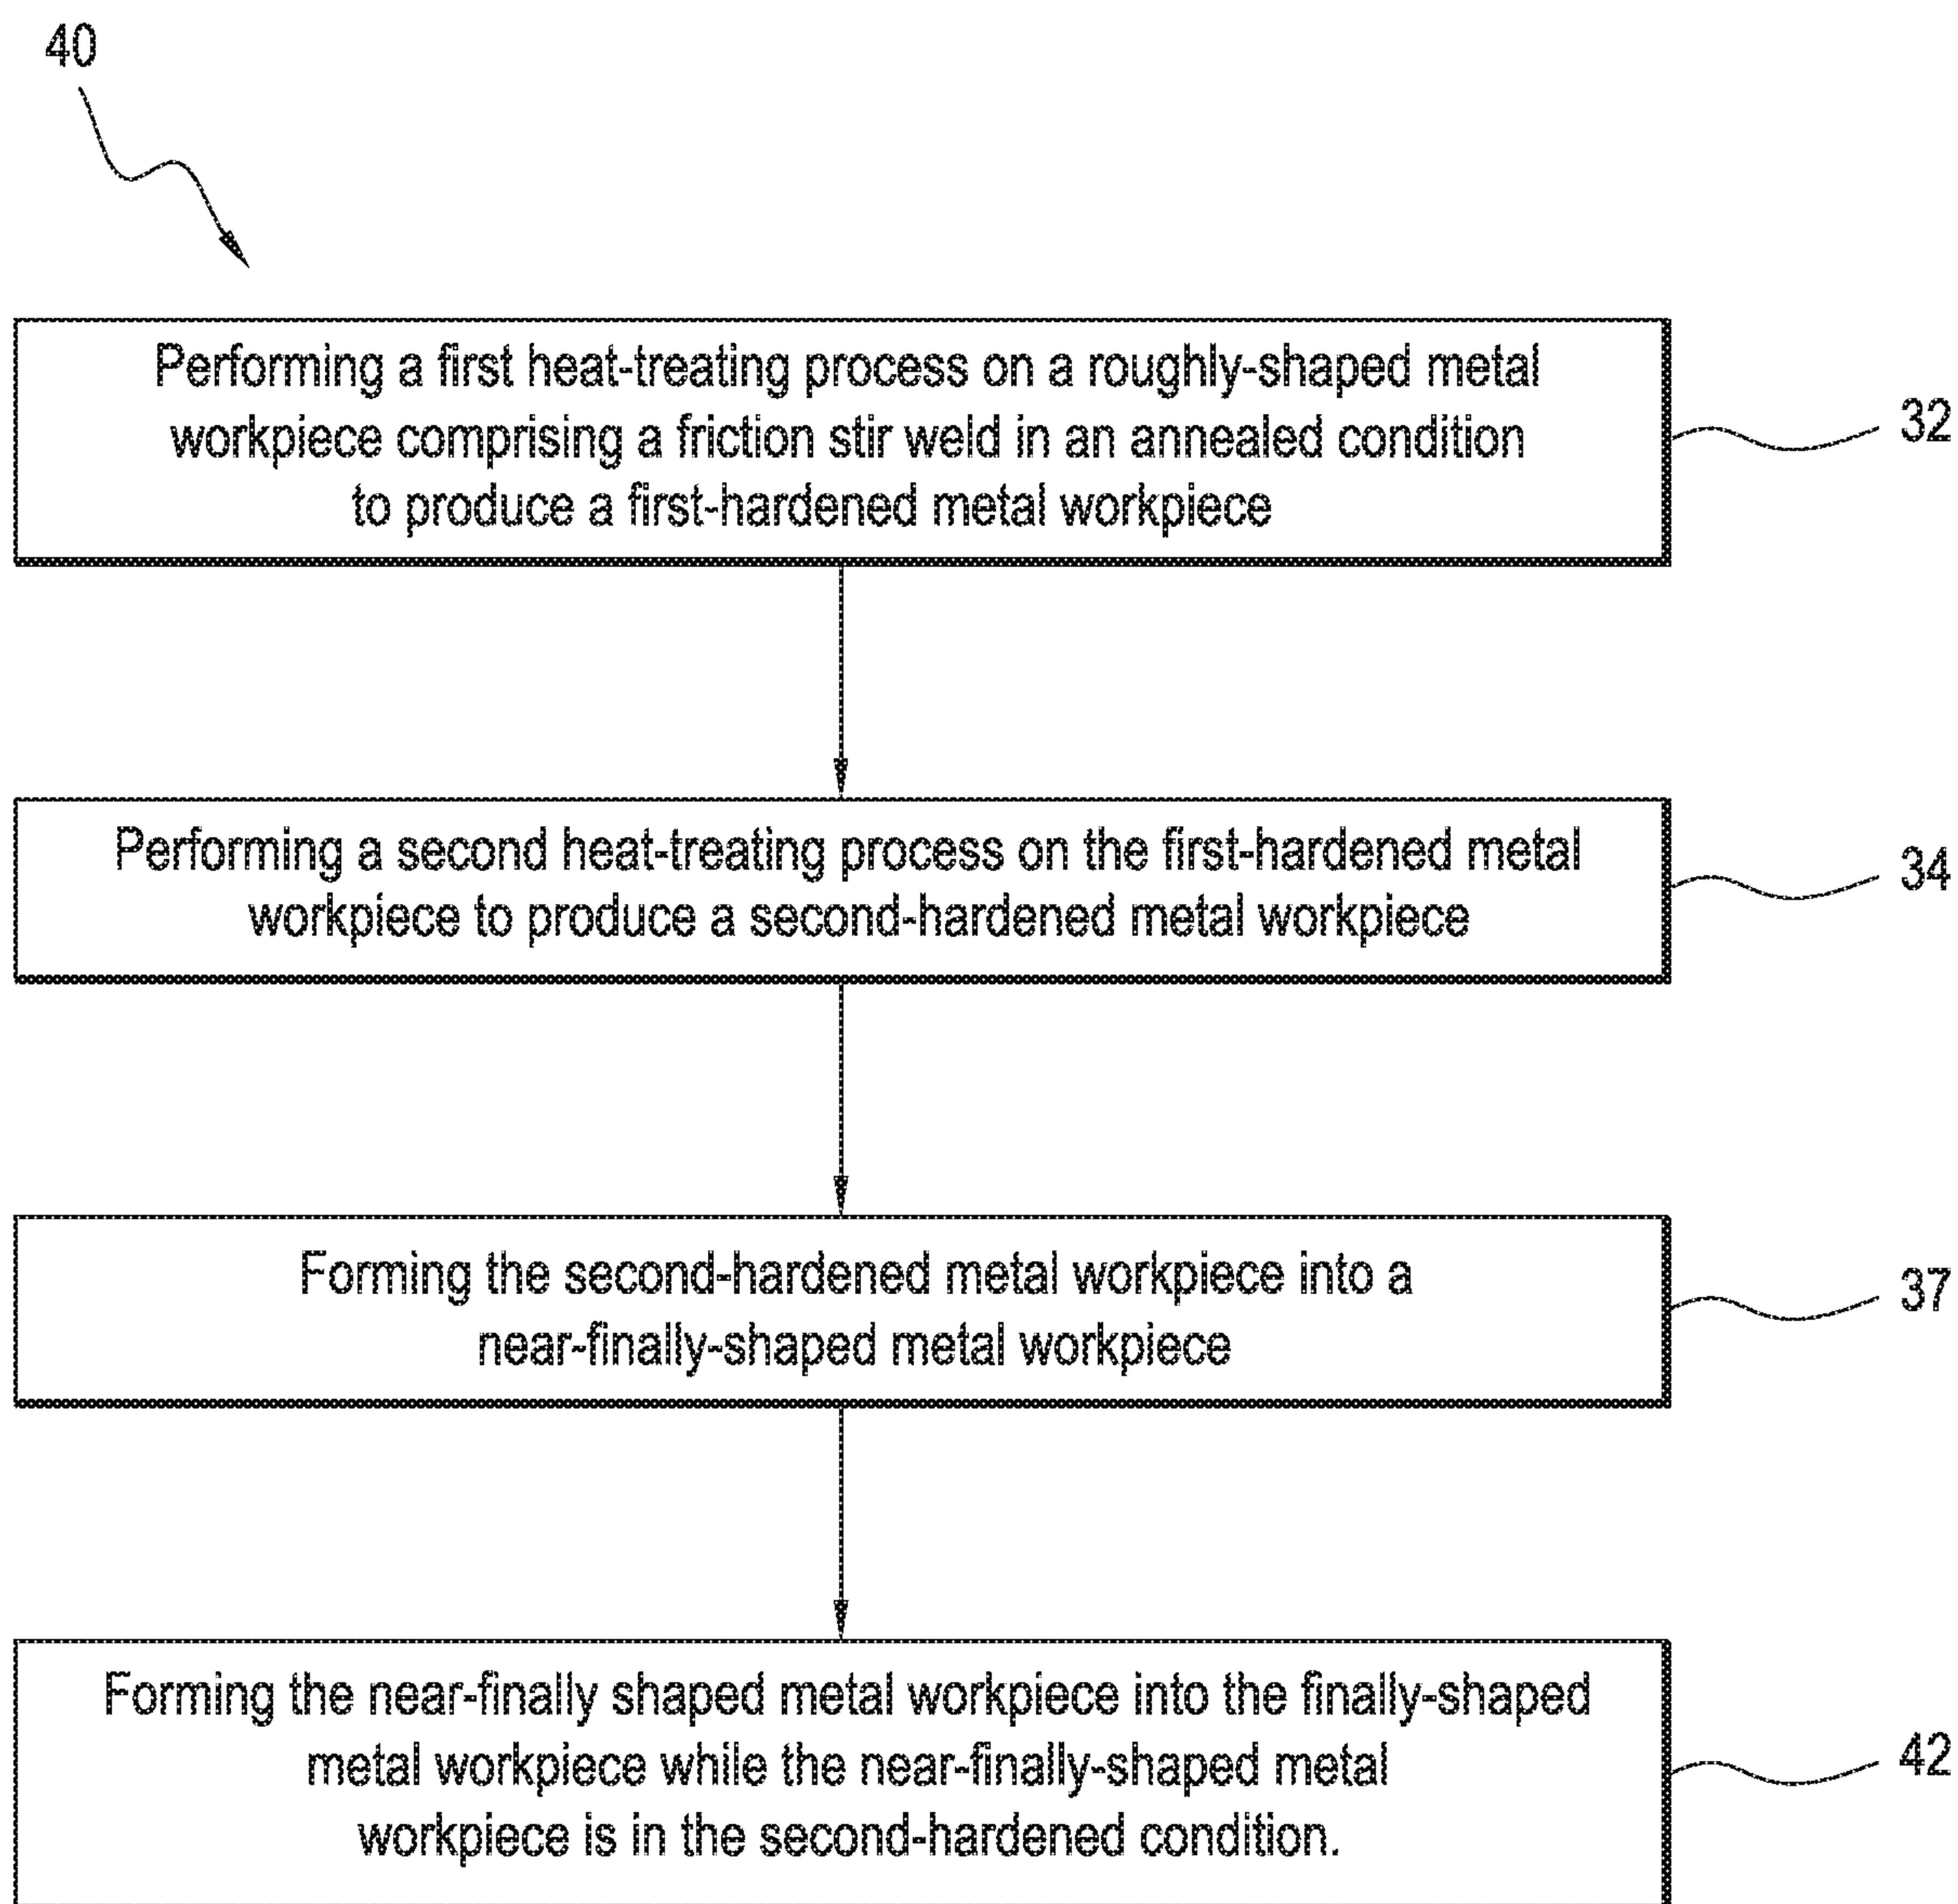 40
Performing a first heat-treating process on a roughly-shaped metal
workpiece comprising a friction stir weld in an annealed condition
to produce a first-hardened metal workpiece
32
Performing a second heat-treating process on the first-hardened metal
workpiece to produce a second-hardened metal workpiece
34
Forming the second-hardened metal workpiece into a
near-finally-shaped metal workpiece
37
Forming the near-finally shaped metal workpiece into the finally-shaped
metal workpiece while the near-finally-shaped metal
workpiece is in the second-hardened condition.
42